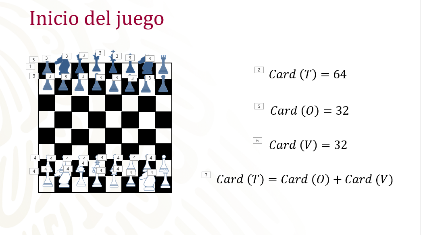 Inicio del juego
Card (T) = 64
Card (O) = 32
Card (V) = 32
Card (T) = Card (O) + Card (V)